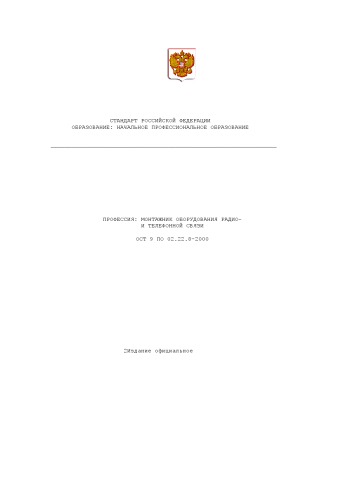 СТАНДАРТ РОССИЙСКОЙ ФЕДЕРАЦИИ
ОБРАЗОВАНИЕ: НАЧАЛЬНОЕ ПРОФЕССИОНАЛЬНОЕ ОБРАЗОВАНИЕ
ПРОФЕССИЯ: МОНТАЖНИК ОБОРУДОВАНИЯ РАДИО-
И ТЕЛЕФОННОЙ СВЯЗИ
ОСТ 9 ПО 02.22.8-2000
Издание официальное